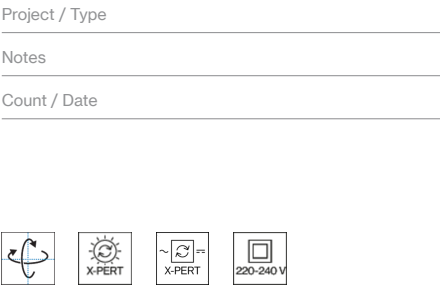 Project / Type
Notes
Count / Date
X-PERT
X-PERT
220-240 V